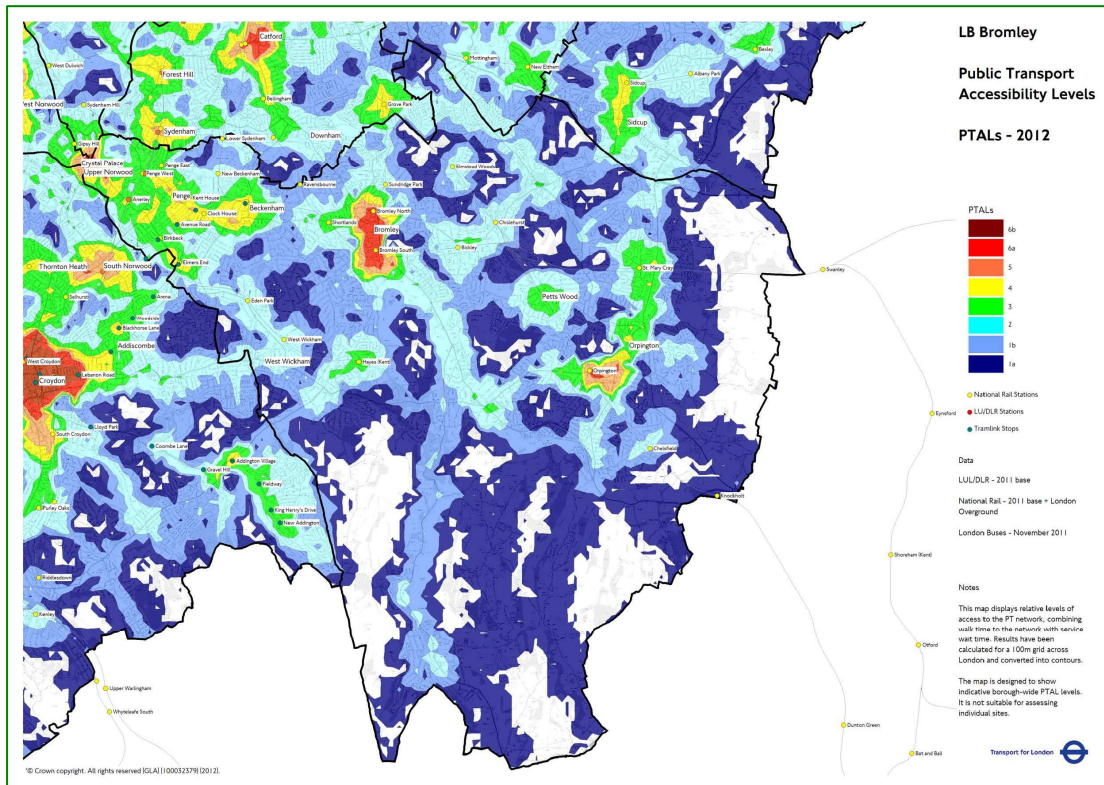 LB Bromley
Public Transport
Accessibility Levels
PTALs - 2012
PTALs
6b
6a
5
4
3
2
1b
1a
National Rail Stations
LU/DLR Stations
Tramlink Stops
Data
LUL/DLR - 2011 base
National Rail - 2011 base + London
Overground
London Buses - November 2011
Notes
This map displays relative levels of
access to the PT network, combining
walk time to the network with service
wait time. Results have been
calculated for a 100m grid across
London and converted into contours.
The map is designed to show
indicative borough-wide PTAL levels.
It is not suitable for assessing
individual sites.
Transport for London
Catford
West Dulwich
Forest Hill
Mottingham
New Eltham
Bexley
Albany Park
Sidcup
Sidcup
West Norwood
Sydenham Hill
Bellingham
Grove Park
Sydenham
Lower Sydenham
Downham
Gipsy Hill
Crystal Palace
Upper Norwood
Penge East
Penge West
New Beckenham
Ravensbourne
Sundridge Park
Elmstead Woods
Penge
Kent House
Anerley
Clock House
Beckenham
Avenue Road
Bromley North
Shortlands
Bromley
Chislehurst
Birkbeck
Bromley South
Bickley
Elmers End
Thornton Heath
South Norwood
St. Mary Cray
Swanley
Selhurst
Arena
Eden Park
Petts Wood
Woodside
Blackhorse Lane
Addiscombe
West Wickham
West Wickham
Hayes (Kent)
Orpington
Orpington
West Croydon
Croydon
Lebanon Road
Eynsford
Lloyd Park
South Croydon
Coombe Lane
Chelsfield
Addington Village
Gravel Hill
Fieldway
Knockholt
Purley Oaks
King Henry's Drive
New Addington
Shoreham (Kent)
Riddlesdown
Kenley
Otford
Upper Warlingham
Whyteleafe South
Dunton Green
Bat and Ball
'© Crown copyright. All rights reserved (GLA) (100032379) (2012).